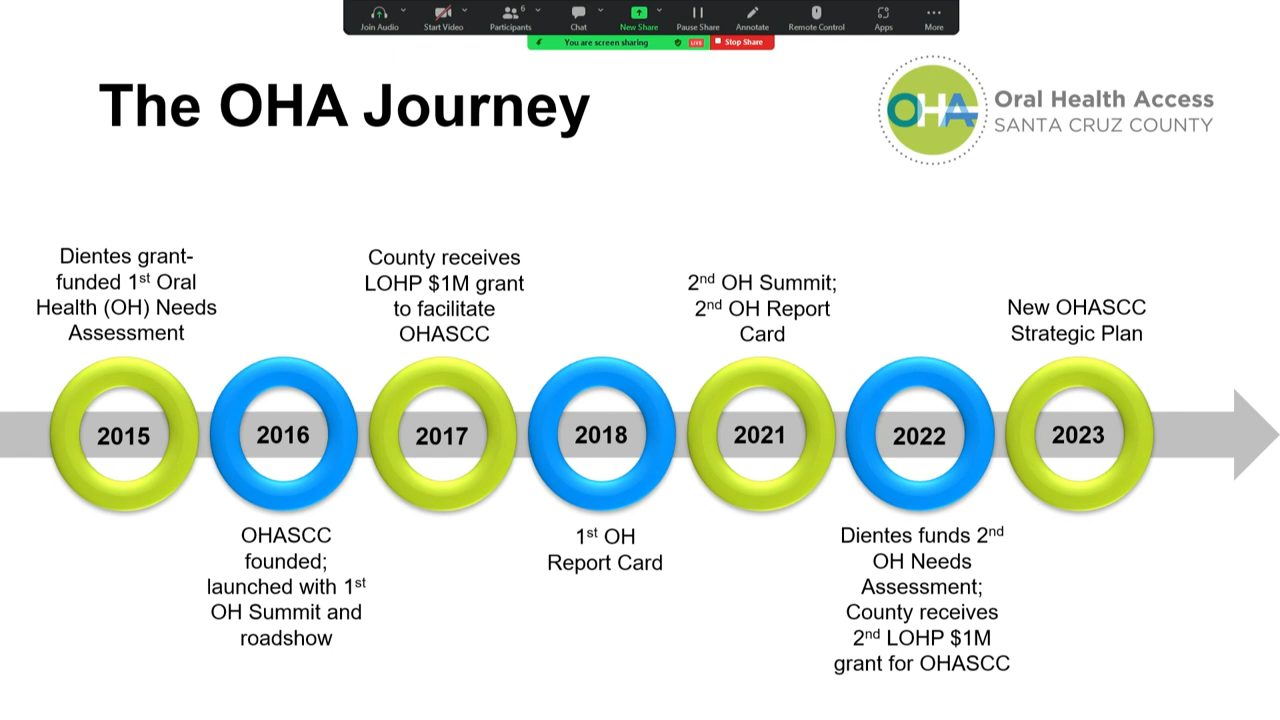 6
Join Audio
Start Video
Participants
Chat
New Share
Pause Share
Annotate
Remote Control
Apps
More
You are screen sharing
LIVE
Stop Share
The OHA Journey
OHA
Oral Health Access
SANTA CRUZ COUNTY
Dientes grant-
funded 1st Oral
Health (OH) Needs
Assessment
County receives
LOHP $1M grant
to facilitate
OHASCC
2nd OH Summit;
2nd OH Report
Card
New OHASCC
Strategic Plan
2015
2016
2017
2018
2021
2022
2023
OHASCC
founded;
launched with 1st
OH Summit and
roadshow
1st OH
Report Card
Dientes funds 2nd
OH Needs
Assessment;
County receives
2nd LOHP $1M
grant for OHASCC